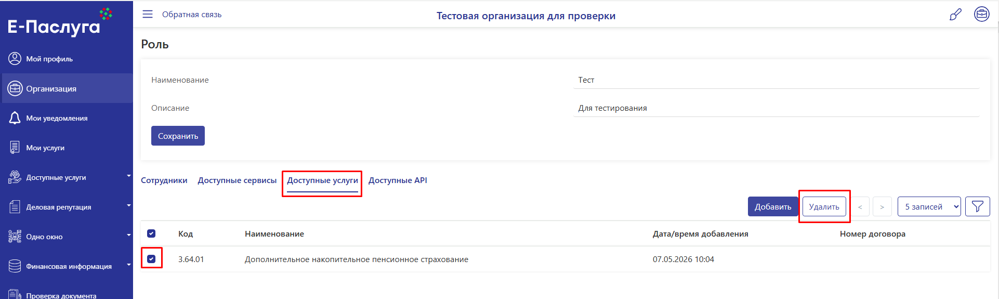 Е-Паслуга
Обратная связь
Тестовая организация для проверки
Мой профиль
Организация
Мои уведомления
Мои услуги
Доступные услуги
Деловая репутация
Одно окно
Финансовая информация
Проверка документа
Роль
Наименование
Тест
Описание
Для тестирования
Сохранить
Сотрудники Доступные сервисы Доступные услуги Доступные API
Добавить Удалить < > 5 записей
Код Наименование Дата/время добавления Номер договора
3.64.01 Дополнительное накопительное пенсионное страхование 07.05.2026 10:04